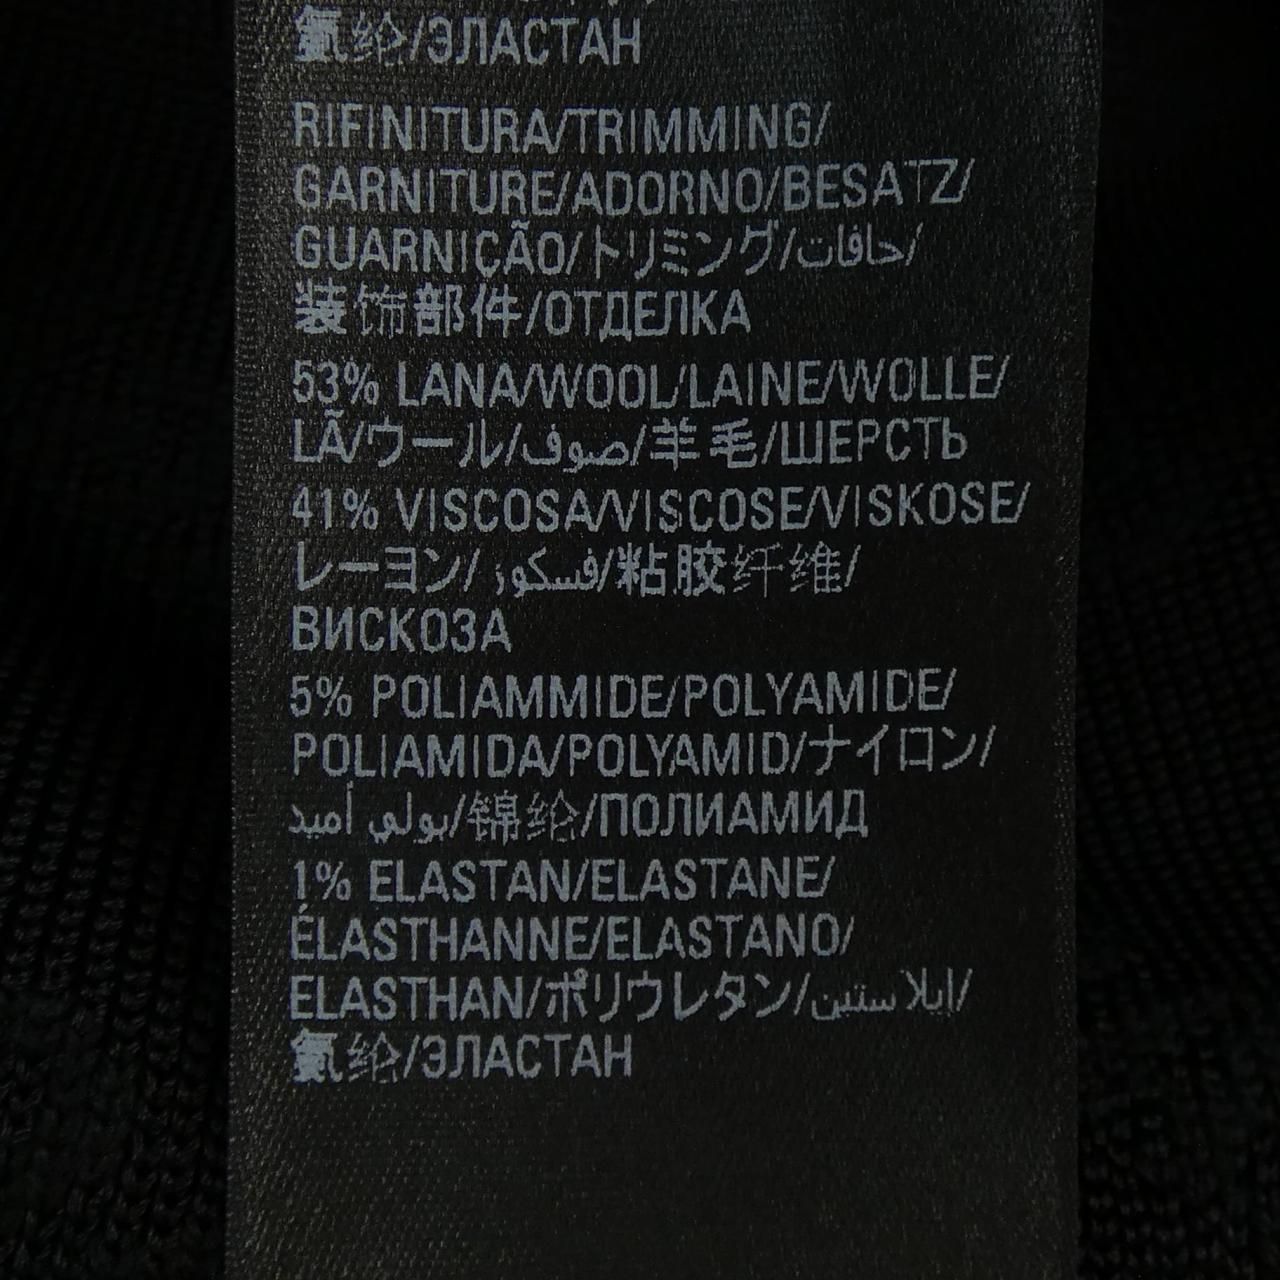 氨纶/ЭЛАСТАН
RIFINITURA/TRIMMING/
GARNITURE/ADORNO/BESATZ/
GUARNIÇÃO/トリミング/حافات/
装饰部件/ОТДЕЛКА
53% LANA/WOOL/LAINE/WOLLE/
LÃ/ウール/صوف/羊毛/ШЕРСТЬ
41% VISCOSA/VISCOSE/VISKOSE/
レーヨン/فسكوز/粘胶纤维/
ВИСКОЗА
5% POLIAMMIDE/POLYAMIDE/
POLIAMIDA/POLYAMID/ナイロン/
بولي أميد/锦纶/ПОЛИАМИД
1% ELASTAN/ELASTANE/
ÉLASTHANNE/ELASTANO/
ELASTHAN/ポリウレタン/إيلاستين/
氨纶/ЭЛАСТАН